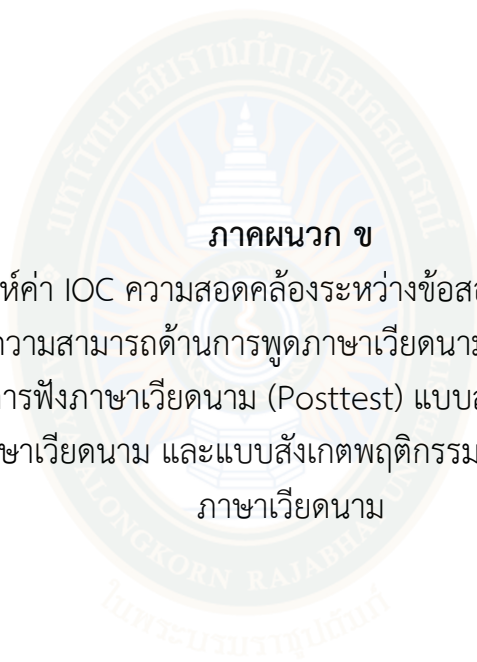 ภาคผนวก ข
ห์ค่า IOC ความสอดคล้องระหว่างข้อส
ความสามารถด้านการพูดภาษาเวียดนาม
การฟังภาษาเวียดนาม (Posttest) แบบ
ษาเวียดนาม และแบบสังเกตพฤติกรรม
ภาษาเวียดนาม